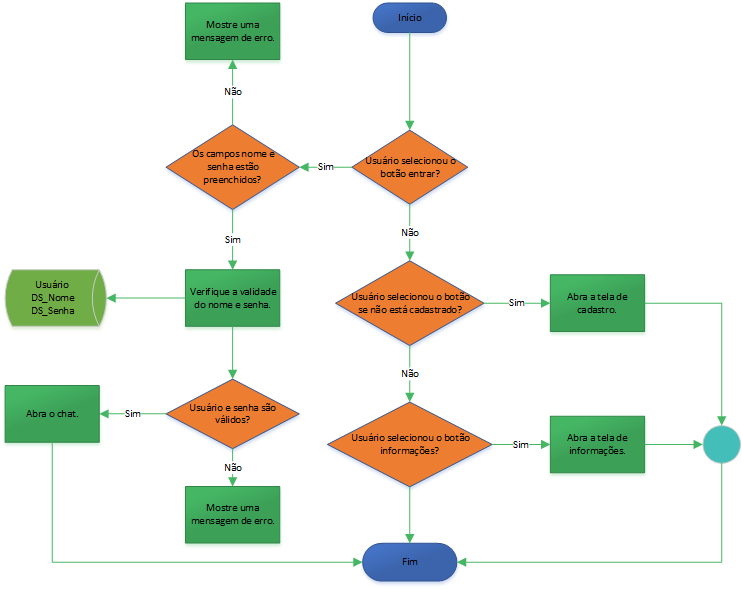 Mostre uma
mensagem de erro.
Início
Não
Os campos nome e
senha estão
preenchidos?
Sim
Usuário selecionou o
botão entrar?
Sim
Não
Usuário
DS_Nome
DS_Senha
Verifique a validade
do nome e senha.
Usuário selecionou o botão
se não está cadastrado?
Sim
Abra a tela de
cadastro.
Não
Abra o chat.
Sim
Usuário e senha são
válidos?
Usuário selecionou o botão
informações?
Sim
Abra a tela de
informações.
Não
Mostre uma
mensagem de erro.
Fim